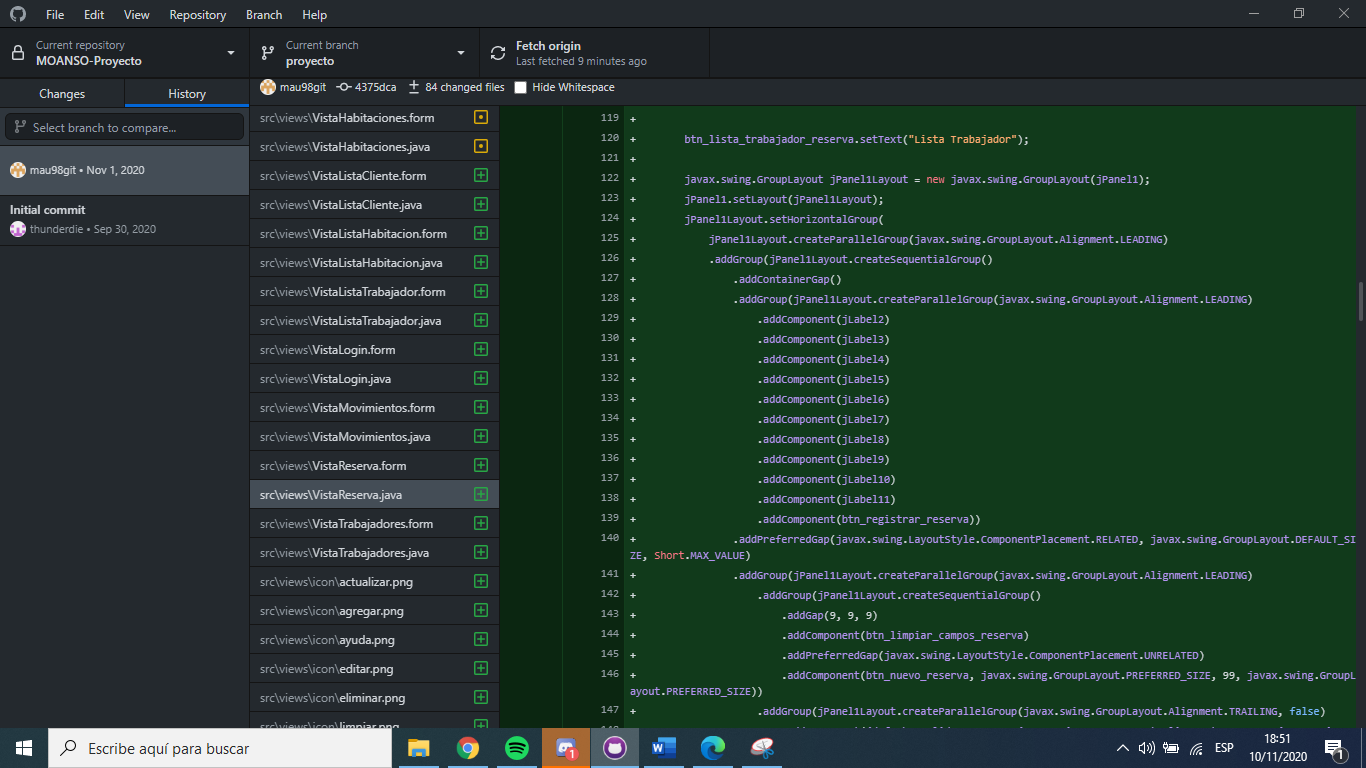 File Edit View Repository Branch Help
Current repository
MOANSO-Proyecto
Current branch
proyecto
Fetch origin
Last fetched 9 minutes ago
Changes
History
Select branch to compare...
mau98git • Nov 1, 2020
Initial commit
thunderdie • Sep 30, 2020
mau98git 4375dca 84 changed files Hide Whitespace
src\views\VistaHabitaciones.form
src\views\VistaHabitaciones.java
src\views\VistaListaCliente.form
src\views\VistaListaCliente.java
src\views\VistaListaHabitacion.form
src\views\VistaListaHabitacion.java
src\views\VistaListaTrabajador.form
src\views\VistaListaTrabajador.java
src\views\VistaLogin.form
src\views\VistaLogin.java
src\views\VistaMovimientos.form
src\views\VistaMovimientos.java
src\views\VistaReserva.form
src\views\VistaReserva.java
src\views\VistaTrabajadores.form
src\views\VistaTrabajadores.java
src\views\icon\actualizar.png
src\views\icon\agregar.png
src\views\icon\ayuda.png
src\views\icon\editar.png
src\views\icon\eliminar.png
src\views\icon\limpiar.png
119 +
120 + btn_lista_trabajador_reserva.setText("Lista Trabajador");
121 +
122 + javax.swing.GroupLayout jPanel1Layout = new javax.swing.GroupLayout(jPanel1);
123 + jPanel1.setLayout(jPanel1Layout);
124 + jPanel1Layout.setHorizontalGroup(
125 + jPanel1Layout.createParallelGroup(javax.swing.GroupLayout.Alignment.LEADING)
126 + .addGroup(jPanel1Layout.createSequentialGroup()
127 + .addContainerGap()
128 + .addGroup(jPanel1Layout.createParallelGroup(javax.swing.GroupLayout.Alignment.LEADING)
129 + .addComponent(jLabel2)
130 + .addComponent(jLabel3)
131 + .addComponent(jLabel4)
132 + .addComponent(jLabel5)
133 + .addComponent(jLabel6)
134 + .addComponent(jLabel7)
135 + .addComponent(jLabel8)
136 + .addComponent(jLabel9)
137 + .addComponent(jLabel10)
138 + .addComponent(jLabel11)
139 + .addComponent(btn_registrar_reserva))
140 + .addPreferredGap(javax.swing.LayoutStyle.ComponentPlacement.RELATED, javax.swing.GroupLayout.DEFAULT_SI
ZE, Short.MAX_VALUE)
141 + .addGroup(jPanel1Layout.createParallelGroup(javax.swing.GroupLayout.Alignment.LEADING)
142 + .addGroup(jPanel1Layout.createSequentialGroup()
143 + .addGap(9, 9, 9)
144 + .addComponent(btn_limpiar_campos_reserva)
145 + .addPreferredGap(javax.swing.LayoutStyle.ComponentPlacement.UNRELATED)
146 + .addComponent(btn_nuevo_reserva, javax.swing.GroupLayout.PREFERRED_SIZE, 99, javax.swing.GroupL
ayout.PREFERRED_SIZE))
147 + .addGroup(jPanel1Layout.createParallelGroup(javax.swing.GroupLayout.Alignment.TRAILING, false)
Escribe aquí para buscar
1
ESP
18:51
10/11/2020
1